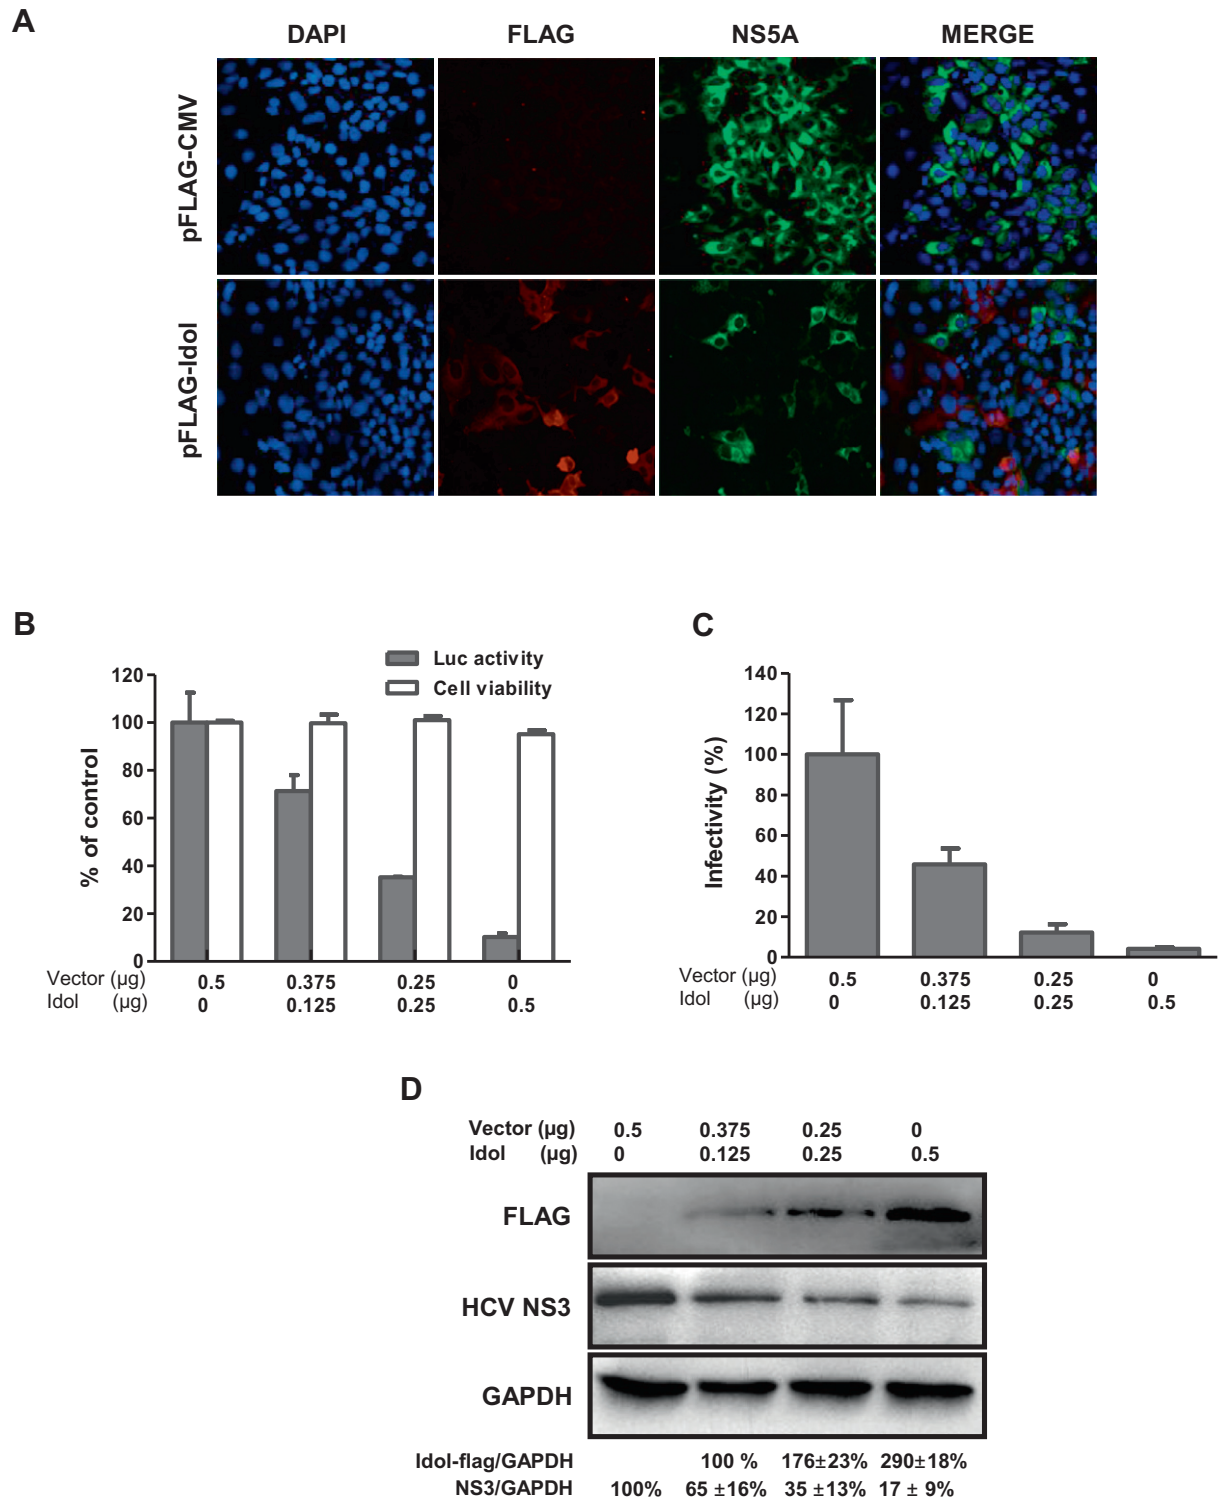 A
DAPI FLAG NS5A MERGE
pFLAG-CMV
pFLAG-Idol
B
Luc activity
Cell viability
% of control
120
100
80
60
40
20
0
Vector (µg) 0.5 0.375 0.25 0
Idol (µg) 0 0.125 0.25 0.5
C
Infectivity (%)
140
120
100
80
60
40
20
0
Vector (µg) 0.5 0.375 0.25 0
Idol (µg) 0 0.125 0.25 0.5
D
Vector (µg) 0.5 0.375 0.25 0
Idol (µg) 0 0.125 0.25 0.5
FLAG
HCV NS3
GAPDH
Idol-flag/GAPDH 100 % 176±23% 290±18%
NS3/GAPDH 100% 65 ±16% 35 ±13% 17 ± 9%